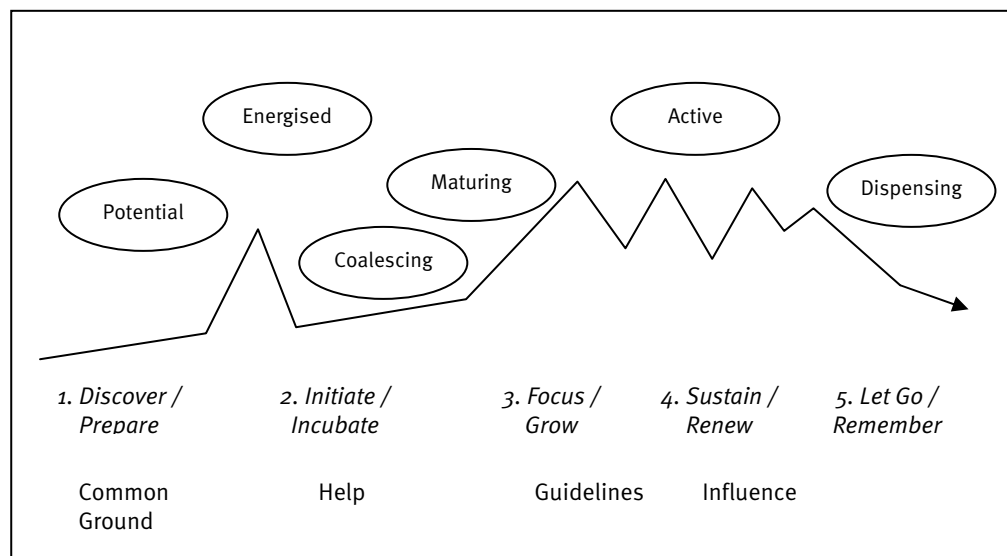 Energised
Active
Maturing
Dispensing
Potential
Coalescing
1. Discover /
Prepare
2. Initiate /
Incubate
3. Focus /
Grow
4. Sustain /
Renew
5. Let Go /
Remember
Common
Ground
Help
Guidelines
Influence